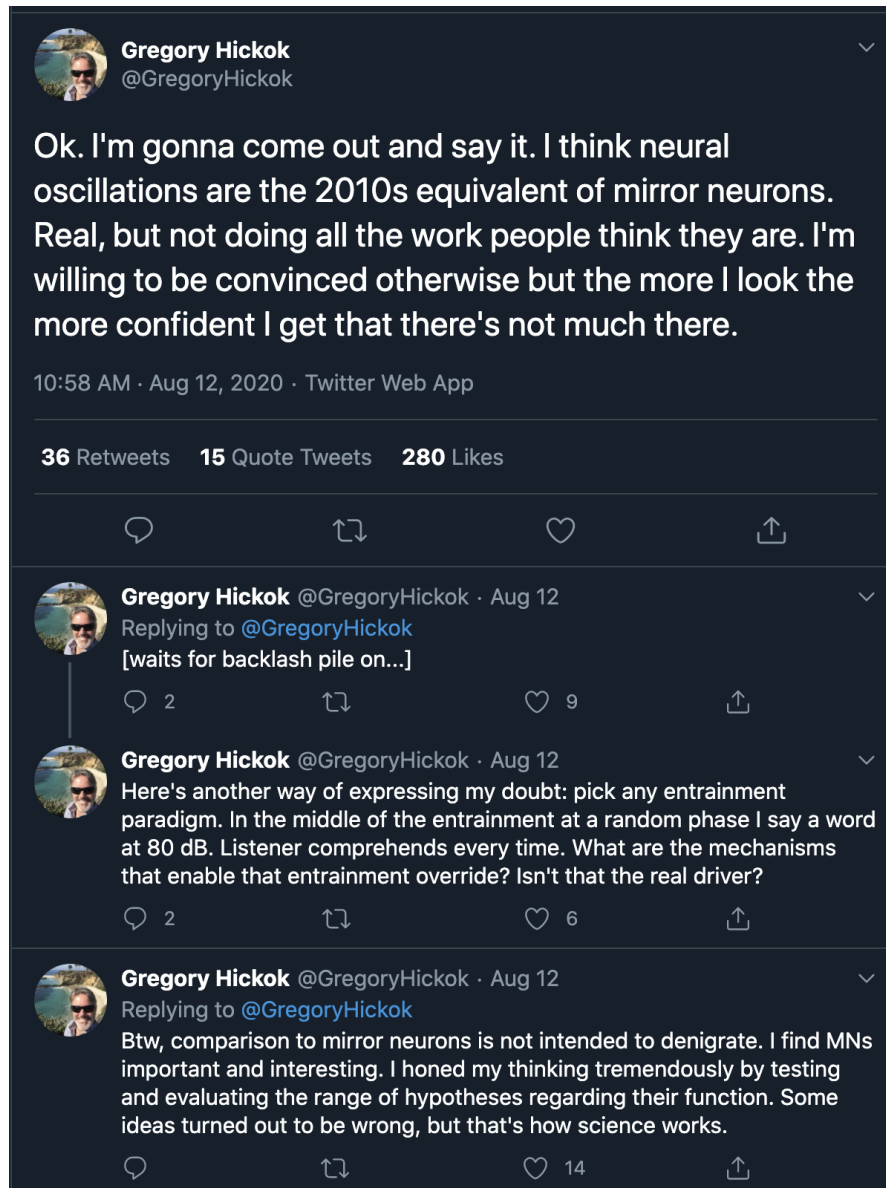 Gregory Hickok
@GregoryHickok
Ok. I'm gonna come out and say it. I think neural
oscillations are the 2010s equivalent of mirror neurons.
Real, but not doing all the work people think they are. I'm
willing to be convinced otherwise but the more I look the
more confident I get that there's not much there.
10:58 AM · Aug 12, 2020 · Twitter Web App
36 Retweets 15 Quote Tweets 280 Likes
Gregory Hickok @GregoryHickok · Aug 12
Replying to @GregoryHickok
[waits for backlash pile on...]
2 9
Gregory Hickok @GregoryHickok · Aug 12
Here's another way of expressing my doubt: pick any entrainment
paradigm. In the middle of the entrainment at a random phase I say a word
at 80 dB. Listener comprehends every time. What are the mechanisms
that enable that entrainment override? Isn't that the real driver?
2 6
Gregory Hickok @GregoryHickok · Aug 12
Replying to @GregoryHickok
Btw, comparison to mirror neurons is not intended to denigrate. I find MNs
important and interesting. I honed my thinking tremendously by testing
and evaluating the range of hypotheses regarding their function. Some
ideas turned out to be wrong, but that's how science works.
14